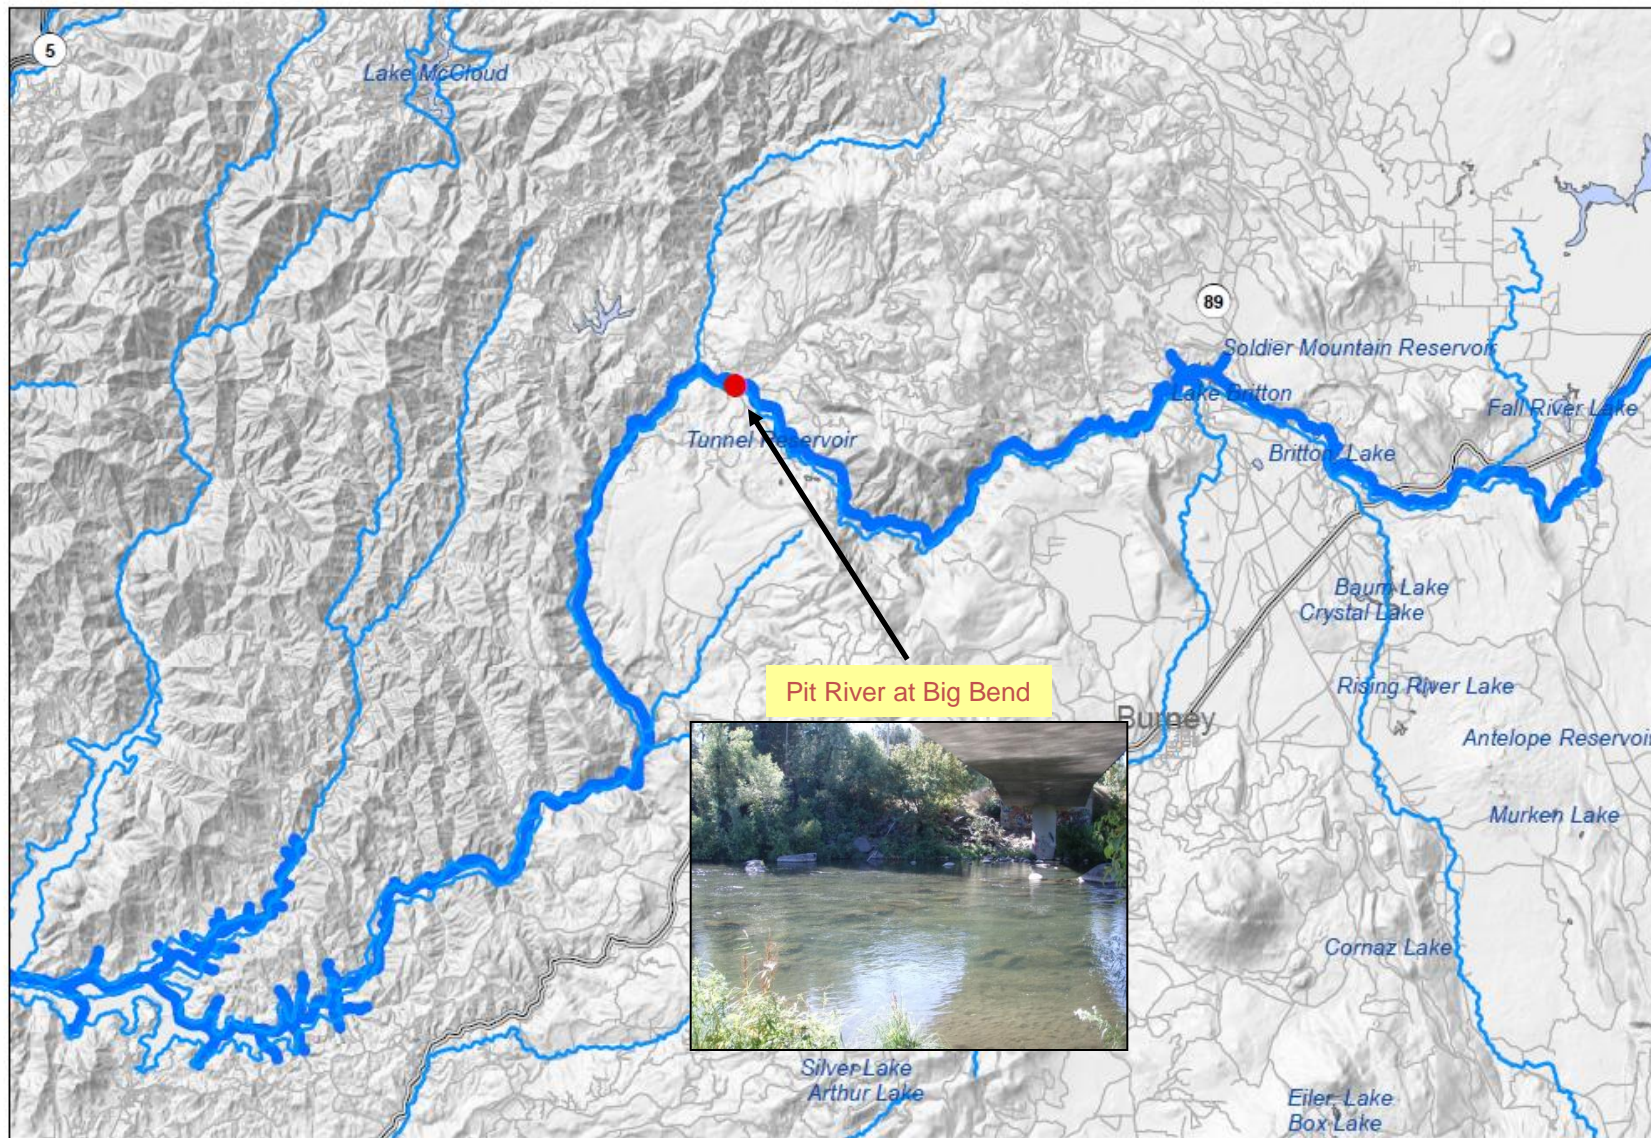 5
Lake McCloud
89
Soldier Mountain Reservoir
Lake Britton
Fall River Lake
Tunnel Reservoir
Britton Lake
Baum Lake
Crystal Lake
Pit River at Big Bend
Rising River Lake
Burney
Antelope Reservoir
Murken Lake
Cornaz Lake
Silver Lake
Arthur Lake
Eiler Lake
Box Lake